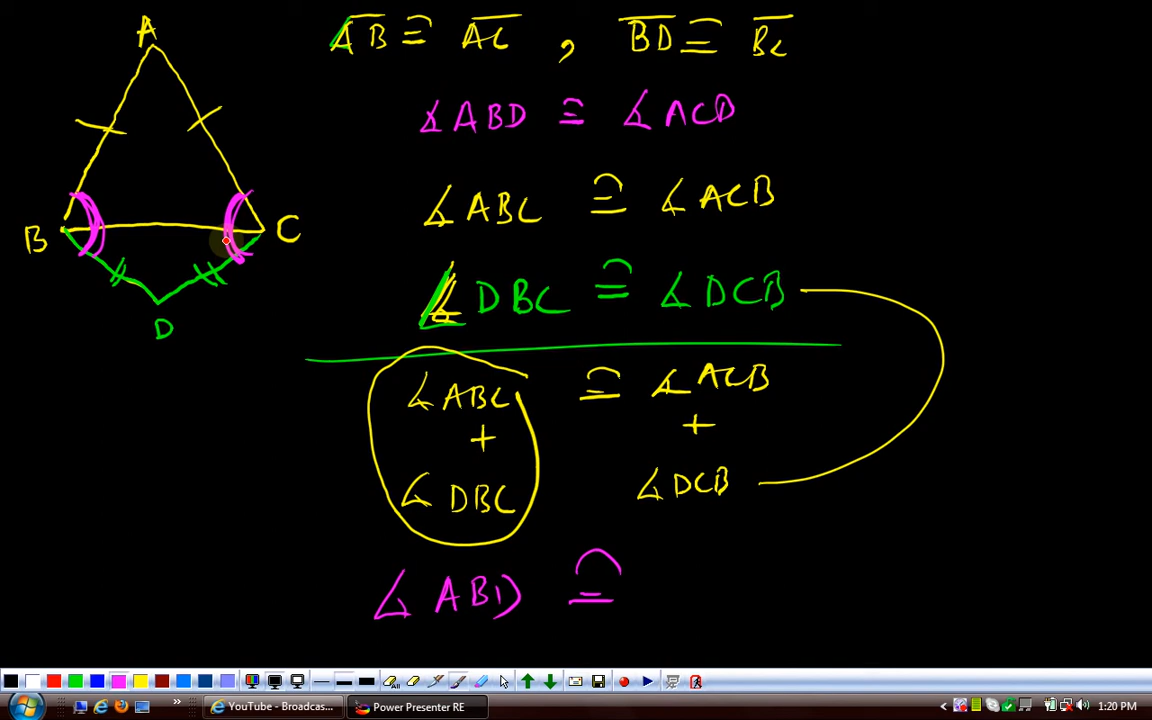 A
B
C
D
AB ≅ AC , BD ≅ BC
∡ABD ≅ ∡ACD
∡ABC ≅ ∡ACB
∡DBC ≅ ∡DCB
∡ABC ≅ ∡ACB
+ +
∡DBC ∡DCB
∡ABD ≅
YouTube - Broadcas...
Power Presenter RE
1:20 PM